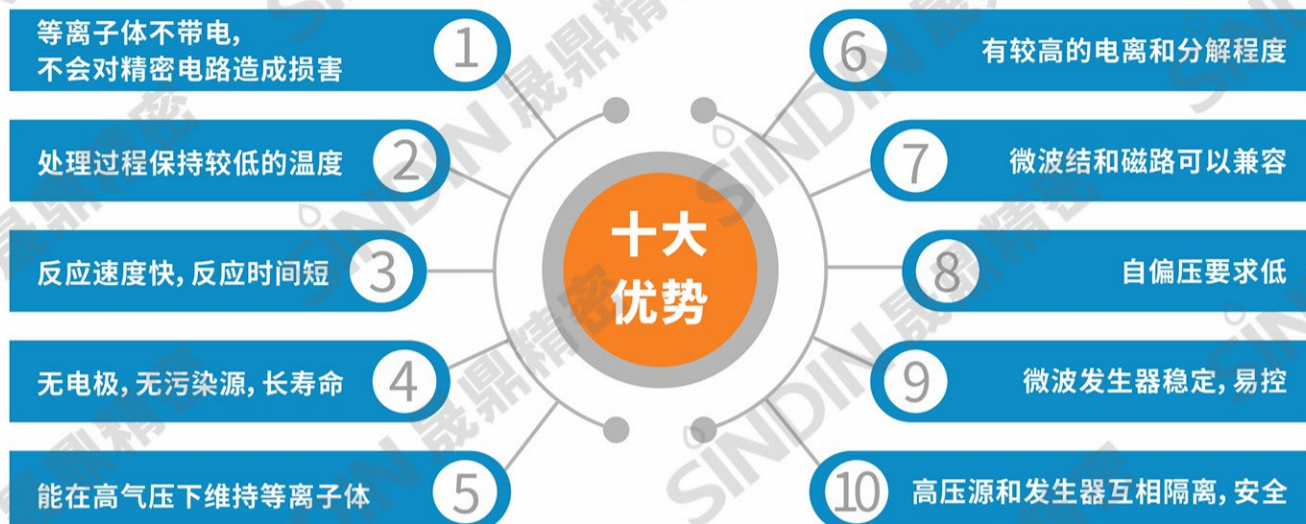 等离子体不带电,
不会对精密电路造成损害
1
处理过程保持较低的温度
2
反应速度快, 反应时间短
3
无电极, 无污染源, 长寿命
4
能在高气压下维持等离子体
5
十大
优势
6
有较高的电离和分解程度
7
微波结和磁路可以兼容
8
自偏压要求低
9
微波发生器稳定, 易控
10
高压源和发生器互相隔离, 安全
SINDIN 晟鼎精密